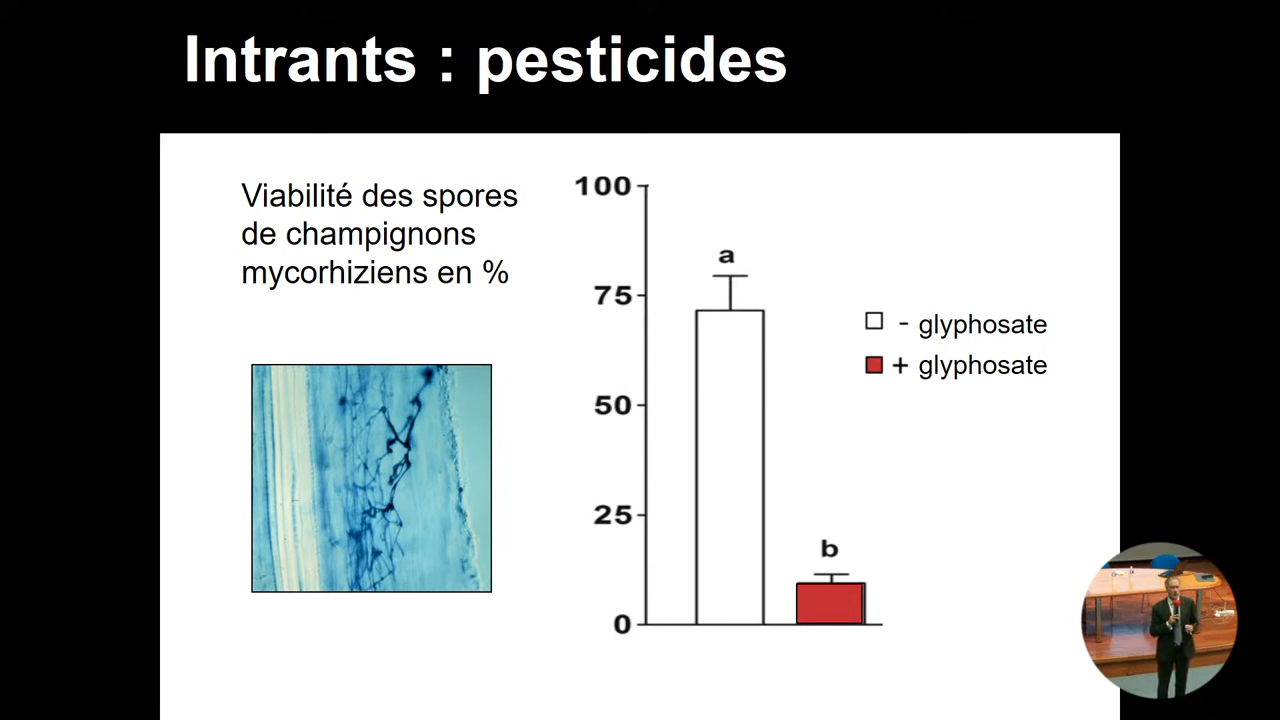 Intrants : pesticides
Viabilité des spores
de champignons
mycorhiziens en %
100
75
50
25
0
a
b
- glyphosate
+ glyphosate